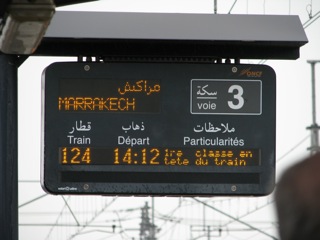 مراكش
MARRAKECH
سكة
voie
3
قطار ذهاب ملاحظات
Train Départ Particularités
124 14:12 1re classe en
tete du train